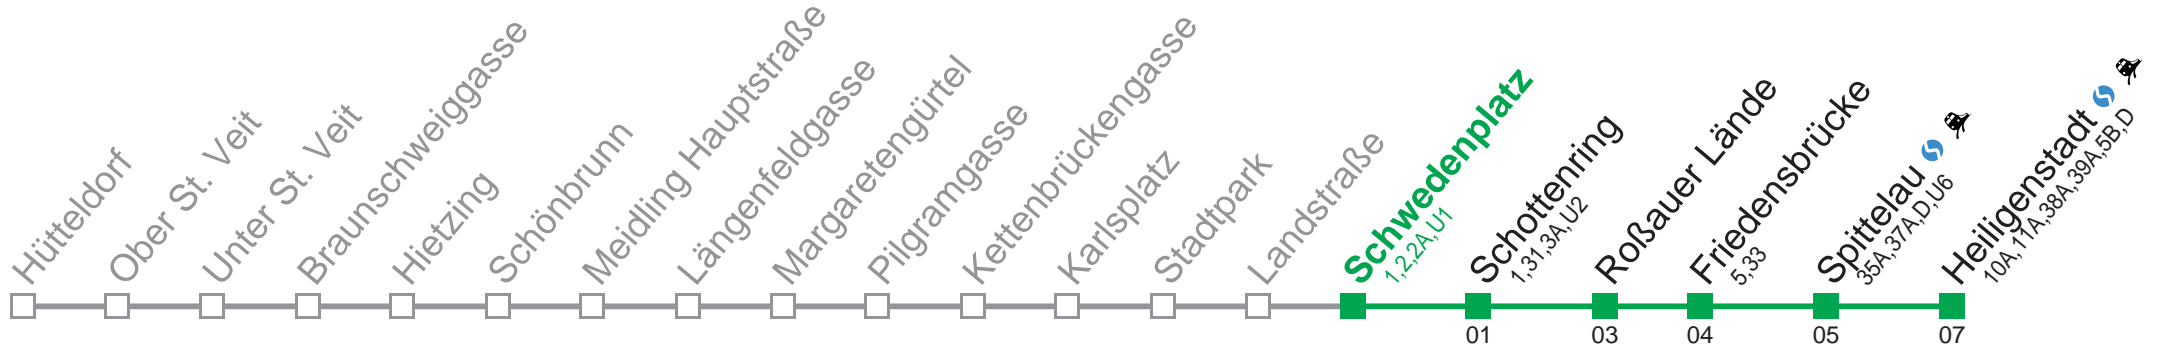 Hütteldorf
Ober St. Veit
Unter St. Veit
Braunschweiggasse
Hietzing
Schönbrunn
Meidling Hauptstraße
Längenfeldgasse
Margaretengürtel
Pilgramgasse
Kettenbrückengasse
Karlsplatz
Stadtpark
Landstraße
Schwedenplatz
1,2,2A,U1
Schottenring
1,31,3A,U2
Roßauer Lände
Friedensbrücke
5,33
Spittelau
35A,37A,D,U6
Heiligenstadt
10A,11A,38A,39A,5B,D
01
03
04
05
07